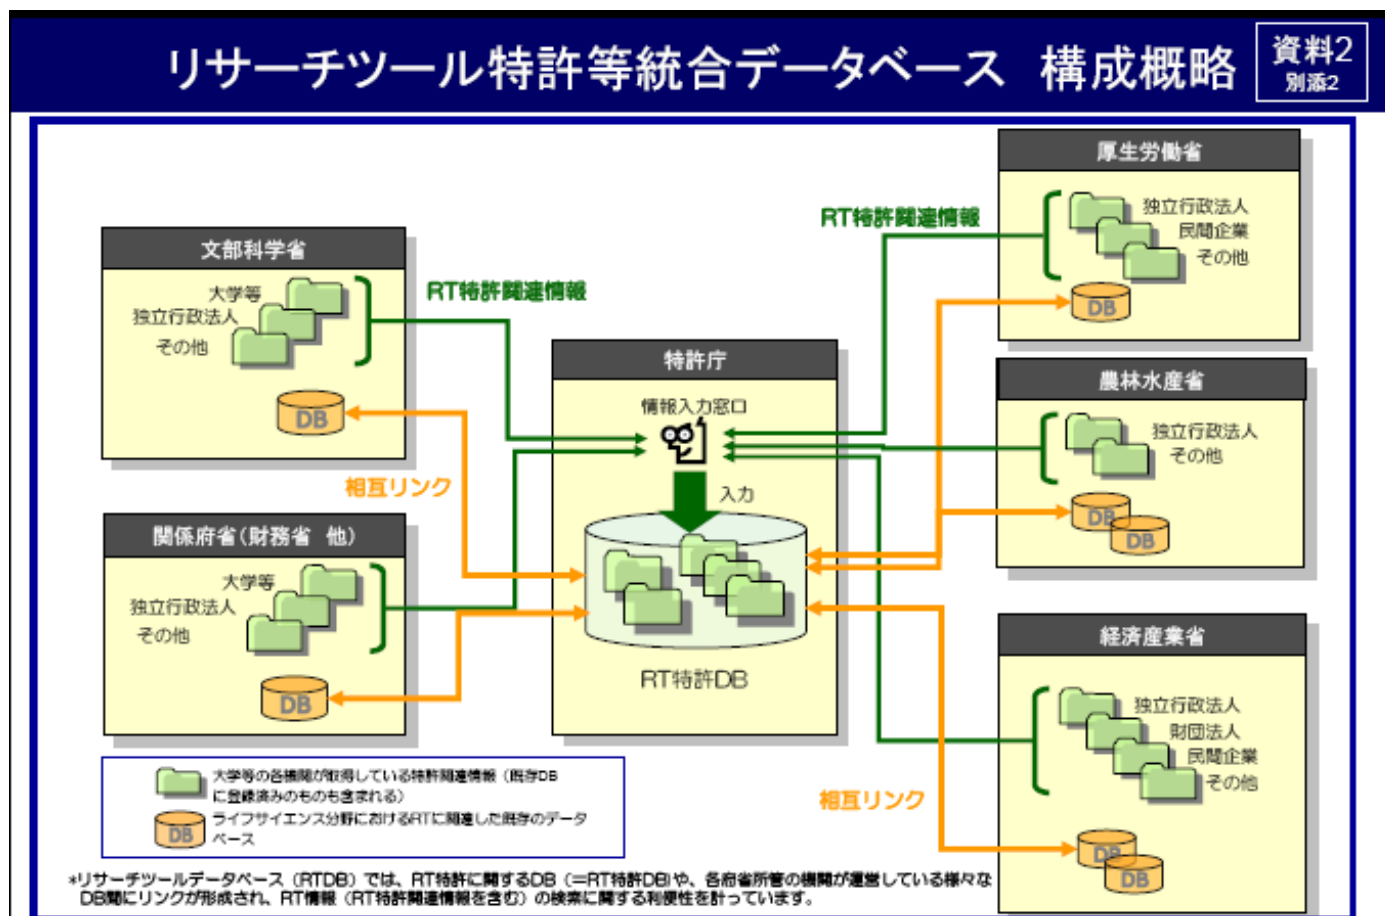 リサーチツール特許等統合データベース 構成概略
資料2
別添2
文部科学省
大学等
独立行政法人
その他
DB
RT特許関連情報
相互リンク
関係府省(財務省 他)
大学等
独立行政法人
その他
DB
特許庁
情報入力窓口
入力
RT特許DB
RT特許関連情報
厚生労働省
独立行政法人
民間企業
その他
DB
農林水産省
独立行政法人
その他
DB
DB
経済産業省
独立行政法人
財団法人
民間企業
その他
DB
DB
相互リンク
大学等の各機関が取得している特許関連情報(既存DB
に登録済みのものも含まれる)
DB
ライフサイエンス分野におけるRTに関連した既存のデータ
ベース
*リサーチツールデータベース(RTDB)では、RT特許に関するDB(=RT特許DB)や、各府省所管の機関が運営している様々な
DB間にリンクが形成され、RT情報(RT特許関連情報を含む)の検索に関する利便性を計っています。